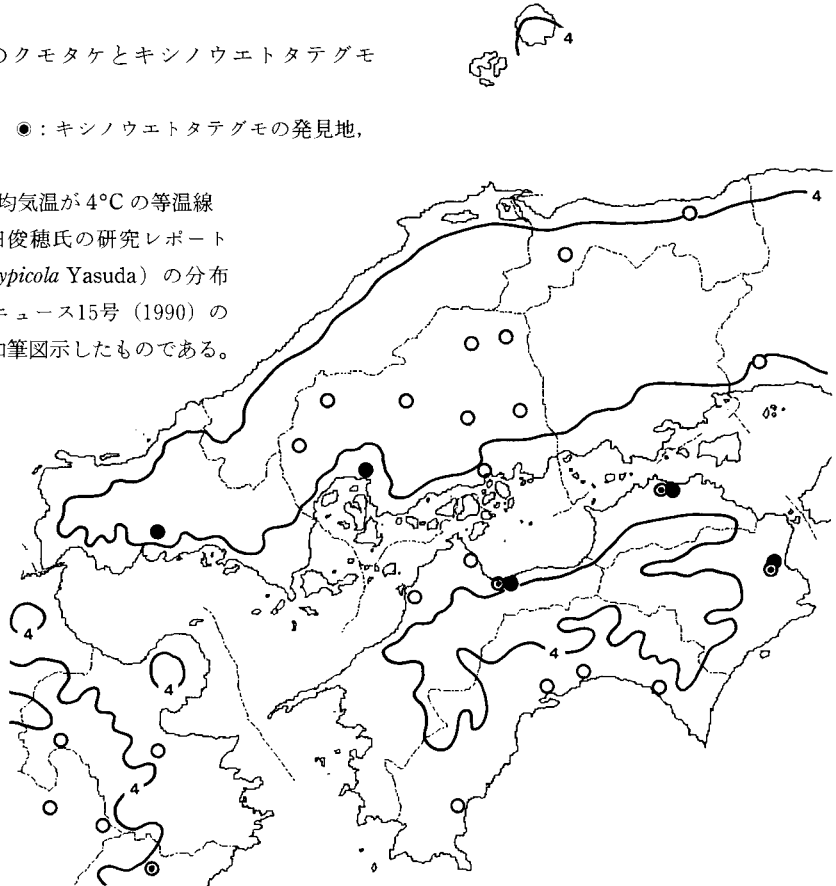 のクモタケとキシノウエトタテグモ
◉：キシノウエトタテグモの発見地，
均気温が4°Cの等温線
俊穂氏の研究レポート
ypicola Yasuda）の分布
ニュース15号（1990）の
筆図示したものである。
4
4
4
4
4
4